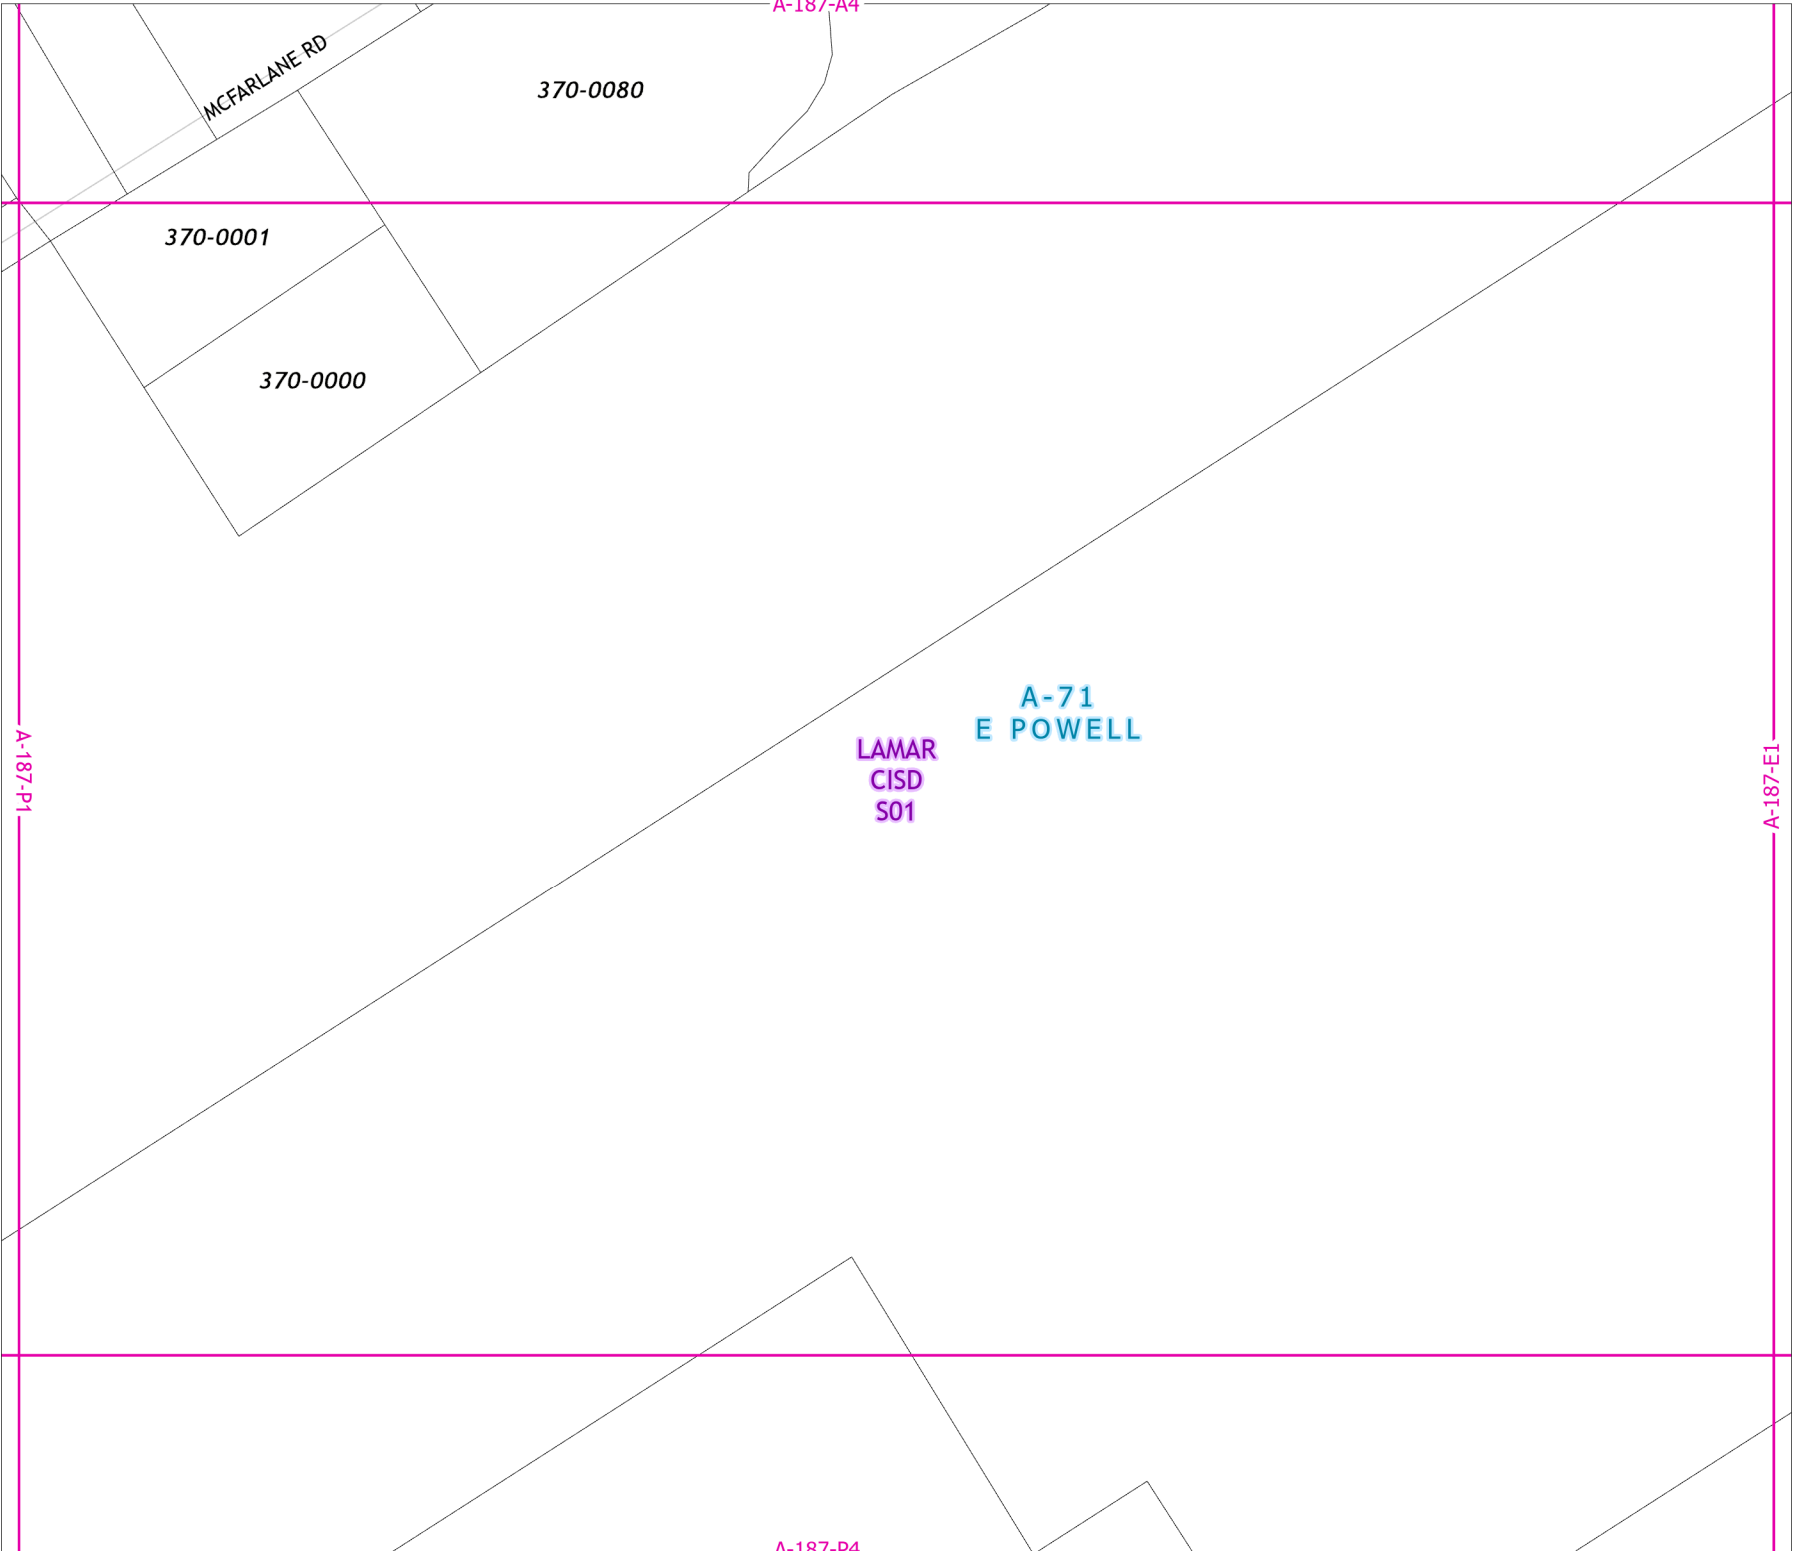 A-187-A4
MCFARLANE RD
370-0080
370-0001
370-0000
A-71
E POWELL
LAMAR
CISD
S01
A-187-P1
A-187-E1
A-187-P4